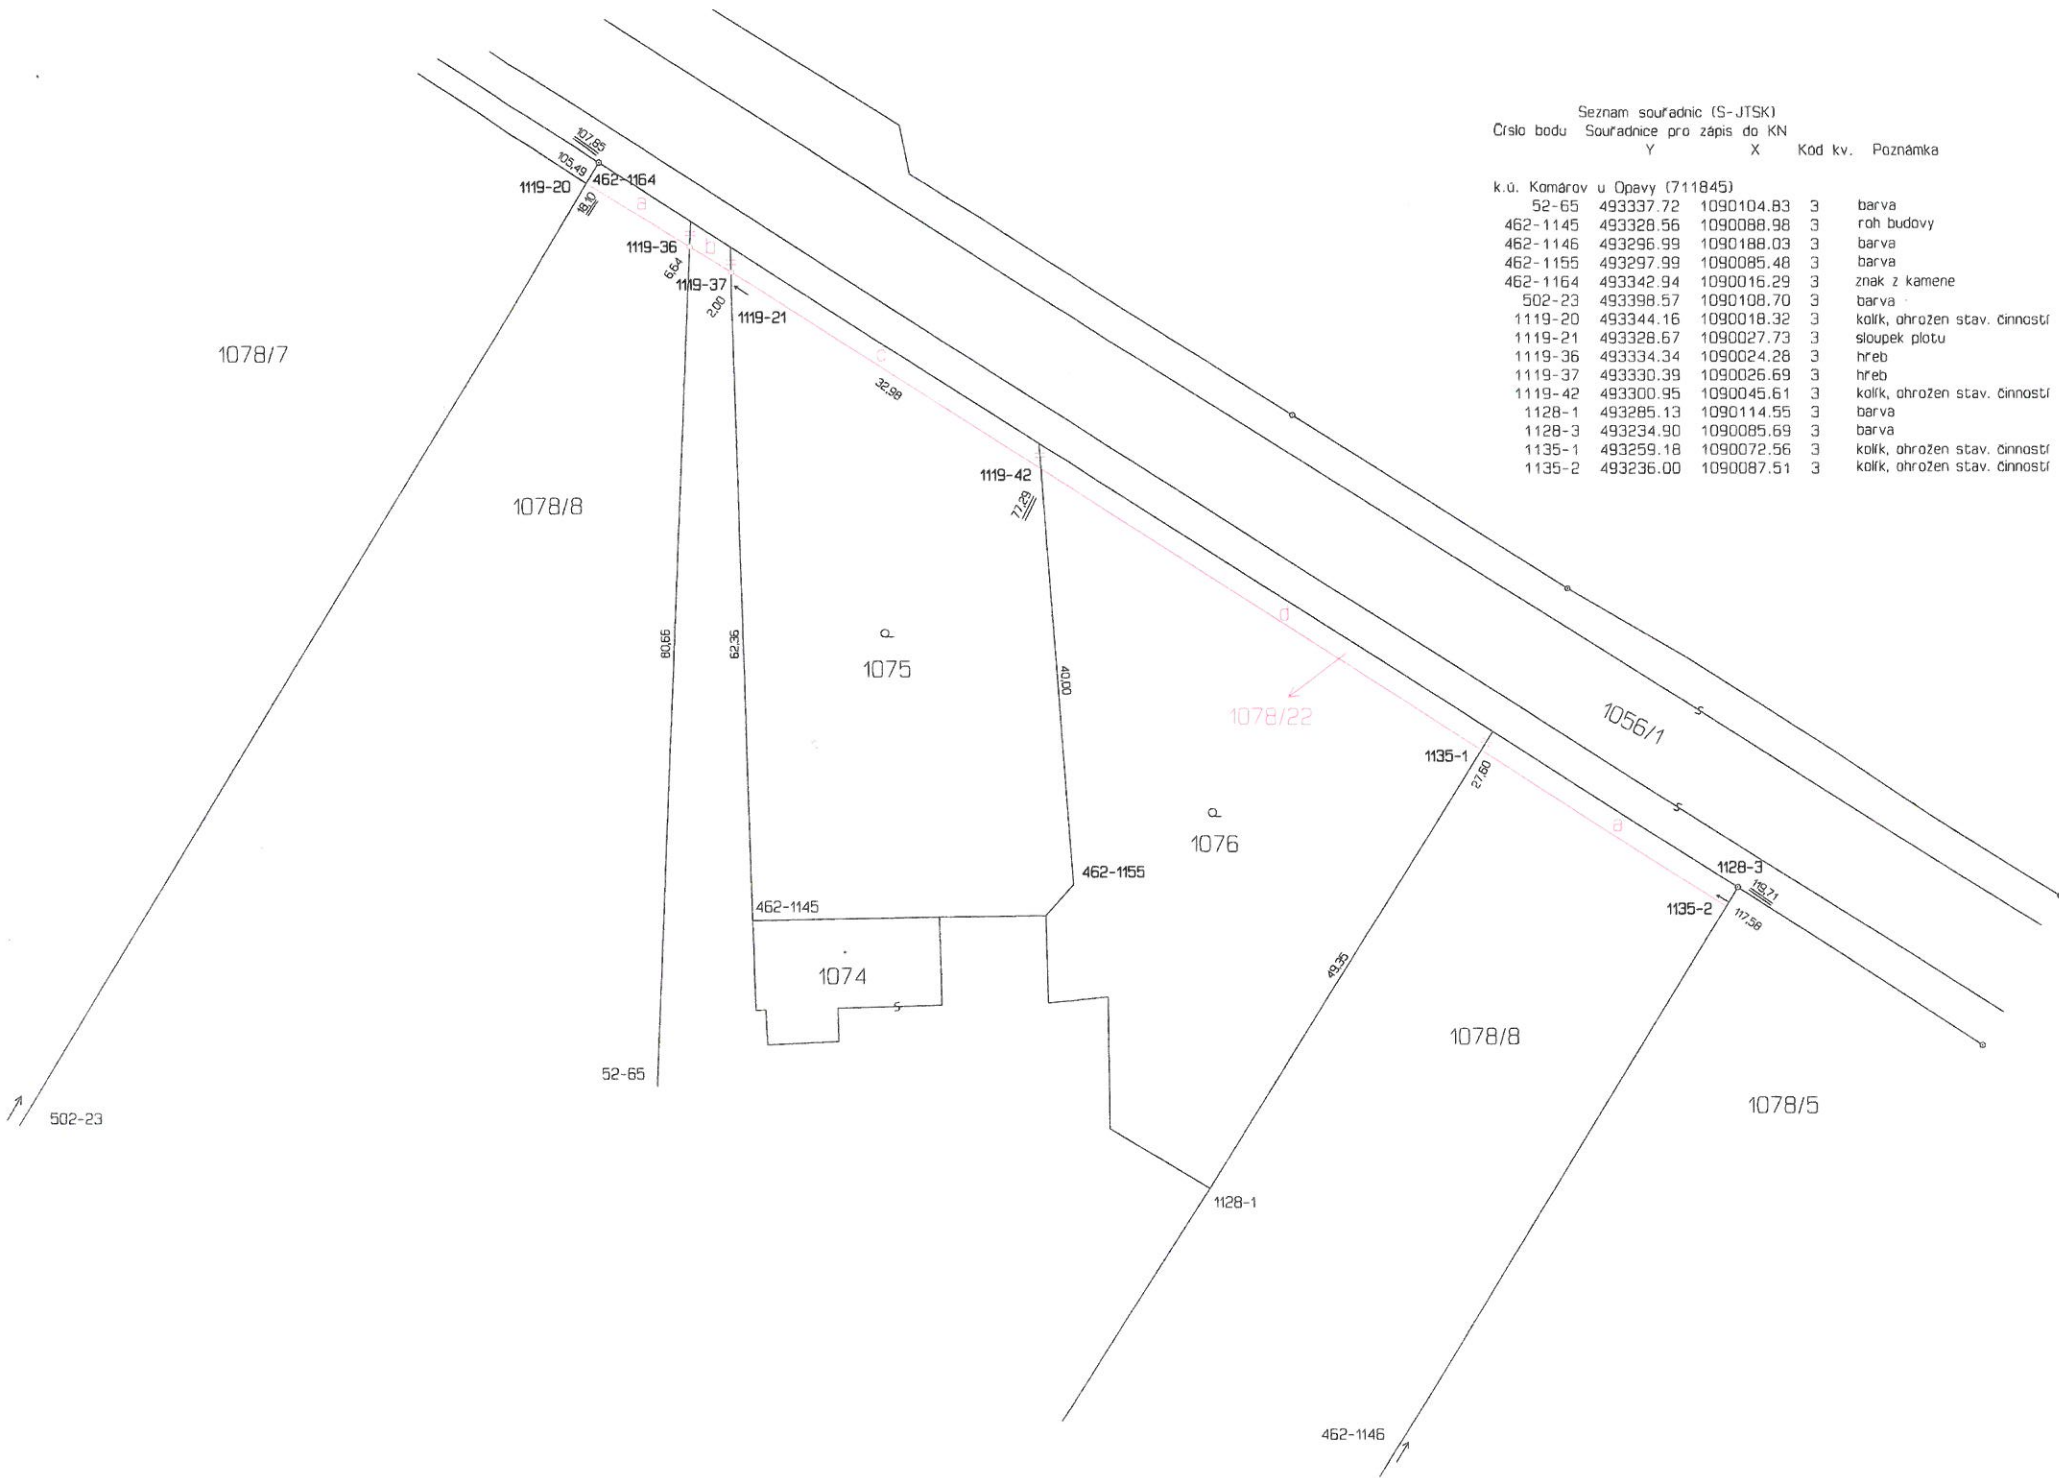 Seznam souřadnic (S-JTSK)
Číslo bodu Souřadnice pro zápis do KN
Y X Kód kv. Poznámka
k.ú. Komárov u Opavy (711845)
52-65 493337.72 1090104.83 3 barva
462-1145 493328.56 1090088.98 3 roh budovy
462-1146 493296.99 1090188.03 3 barva
462-1155 493297.99 1090085.48 3 barva
462-1164 493342.94 1090016.29 3 znak z kamene
502-23 493398.57 1090108.70 3 barva
1119-20 493344.16 1090018.32 3 kolík, ohrožen stav. činností
1119-21 493328.67 1090027.73 3 sloupek plotu
1119-36 493334.34 1090024.28 3 hřeb
1119-37 493330.39 1090026.69 3 hřeb
1119-42 493300.95 1090045.61 3 kolík, ohrožen stav. činností
1128-1 493285.13 1090114.55 3 barva
1128-3 493234.90 1090085.69 3 barva
1135-1 493259.18 1090072.56 3 kolík, ohrožen stav. činností
1135-2 493236.00 1090087.51 3 kolík, ohrožen stav. činností
107,85
105,49
1119-20 462-1164
18,10
a
1119-36 b
6,64
1119-37
2,00
1119-21
1078/7
c
32,98
1119-42
77,29
1078/8
d
60,66
62,36
1075
40,00
1078/22
1056/1
1135-1
27,60
a
1076
1128-3
119,71
1135-2
117,58
462-1155
462-1145
1074
49,35
1078/8
52-65
502-23
1078/5
1128-1
462-1146